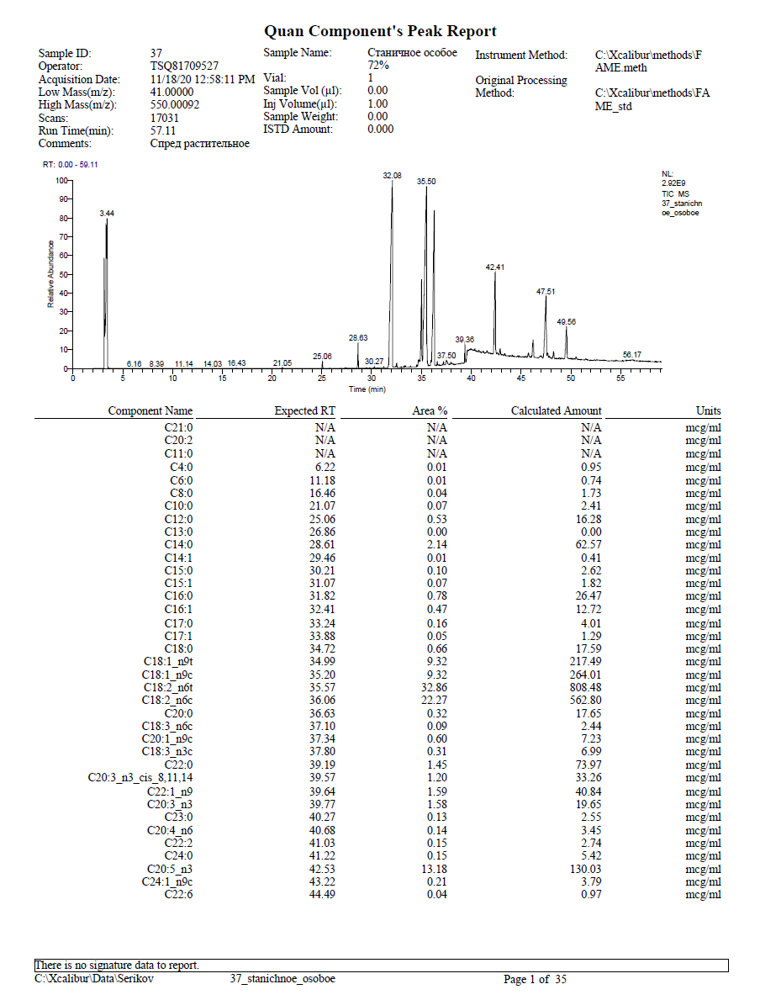 Quan Component's Peak Report
Sample ID: 37
Operator: TSQ81709527
Acquisition Date: 11/18/20 12:58:11 PM
Low Mass(m/z): 41.00000
High Mass(m/z): 550.00092
Scans: 17031
Run Time(min): 57.11
Comments: Спред растительное
Sample Name: Станичное особое
72%
Vial: 1
Sample Vol (µl): 0.00
Inj Volume(µl): 1.00
Sample Weight: 0.00
ISTD Amount: 0.000
Instrument Method: C:\Xcalibur\methods\F
AME.meth
Original Processing
Method: C:\Xcalibur\methods\FA
ME_std
RT: 0.00 - 59.11
NL:
2.92E9
TIC MS
37_stanichn
oe_osoboe
Relative Abundance
100
90
80
70
60
50
40
30
20
10
0
3.44
6.16
8.39
11.14
14.03
16.43
21.05
25.06
28.63
30.27
32.08
35.50
37.50
39.36
42.41
47.51
49.56
56.17
0 5 10 15 20 25 30 35 40 45 50 55
Time (min)
Component Name Expected RT Area % Calculated Amount Units
C21:0 N/A N/A N/A mcg/ml
C20:2 N/A N/A N/A mcg/ml
C11:0 N/A N/A N/A mcg/ml
C4:0 6.22 0.01 0.95 mcg/ml
C6:0 11.18 0.01 0.74 mcg/ml
C8:0 16.46 0.04 1.73 mcg/ml
C10:0 21.07 0.07 2.41 mcg/ml
C12:0 25.06 0.53 16.28 mcg/ml
C13:0 26.86 0.00 0.00 mcg/ml
C14:0 28.61 2.14 62.57 mcg/ml
C14:1 29.46 0.01 0.41 mcg/ml
C15:0 30.21 0.10 2.62 mcg/ml
C15:1 31.07 0.07 1.82 mcg/ml
C16:0 31.82 0.78 26.47 mcg/ml
C16:1 32.41 0.47 12.72 mcg/ml
C17:0 33.24 0.16 4.01 mcg/ml
C17:1 33.88 0.05 1.29 mcg/ml
C18:0 34.72 0.66 17.59 mcg/ml
C18:1_n9t 34.99 9.32 217.49 mcg/ml
C18:1_n9c 35.20 9.32 264.01 mcg/ml
C18:2_n6t 35.57 32.86 808.48 mcg/ml
C18:2_n6c 36.06 22.27 562.80 mcg/ml
C20:0 36.63 0.32 17.65 mcg/ml
C18:3_n6c 37.10 0.09 2.44 mcg/ml
C20:1_n9c 37.34 0.60 7.23 mcg/ml
C18:3_n3c 37.80 0.31 6.99 mcg/ml
C22:0 39.19 1.45 73.97 mcg/ml
C20:3_n3_cis_8,11,14 39.57 1.20 33.26 mcg/ml
C22:1_n9 39.64 1.59 40.84 mcg/ml
C20:3_n3 39.77 1.58 19.65 mcg/ml
C23:0 40.27 0.13 2.55 mcg/ml
C20:4_n6 40.68 0.14 3.45 mcg/ml
C22:2 41.03 0.15 2.74 mcg/ml
C24:0 41.22 0.15 5.42 mcg/ml
C20:5_n3 42.53 13.18 130.03 mcg/ml
C24:1_n9c 43.22 0.21 3.79 mcg/ml
C22:6 44.49 0.04 0.97 mcg/ml
There is no signature data to report.
C:\Xcalibur\Data\Serikov 37_stanichnoe_osoboe Page 1 of 35